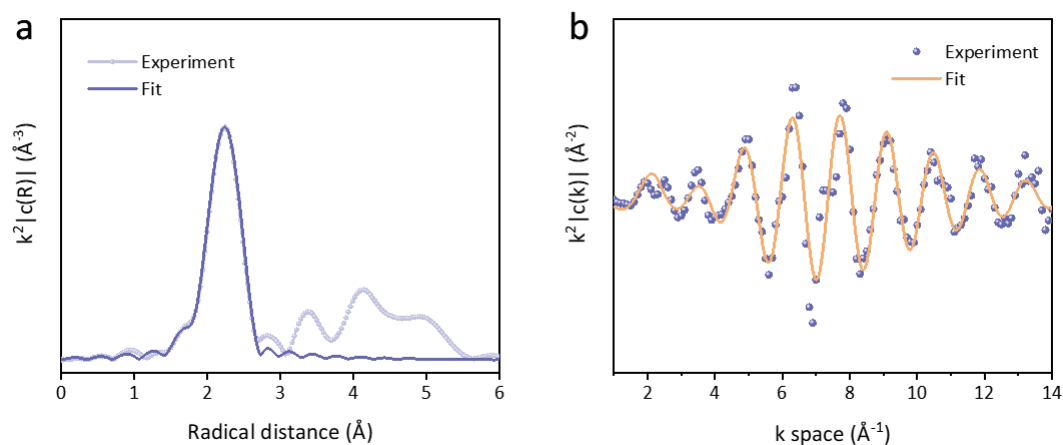 a
Experiment
Fit
k²|c(R)| (Å⁻³)
0 1 2 3 4 5 6
Radical distance (Å)
b
Experiment
Fit
k²|c(k)| (Å⁻²)
2 4 6 8 10 12 14
k space (Å⁻¹)